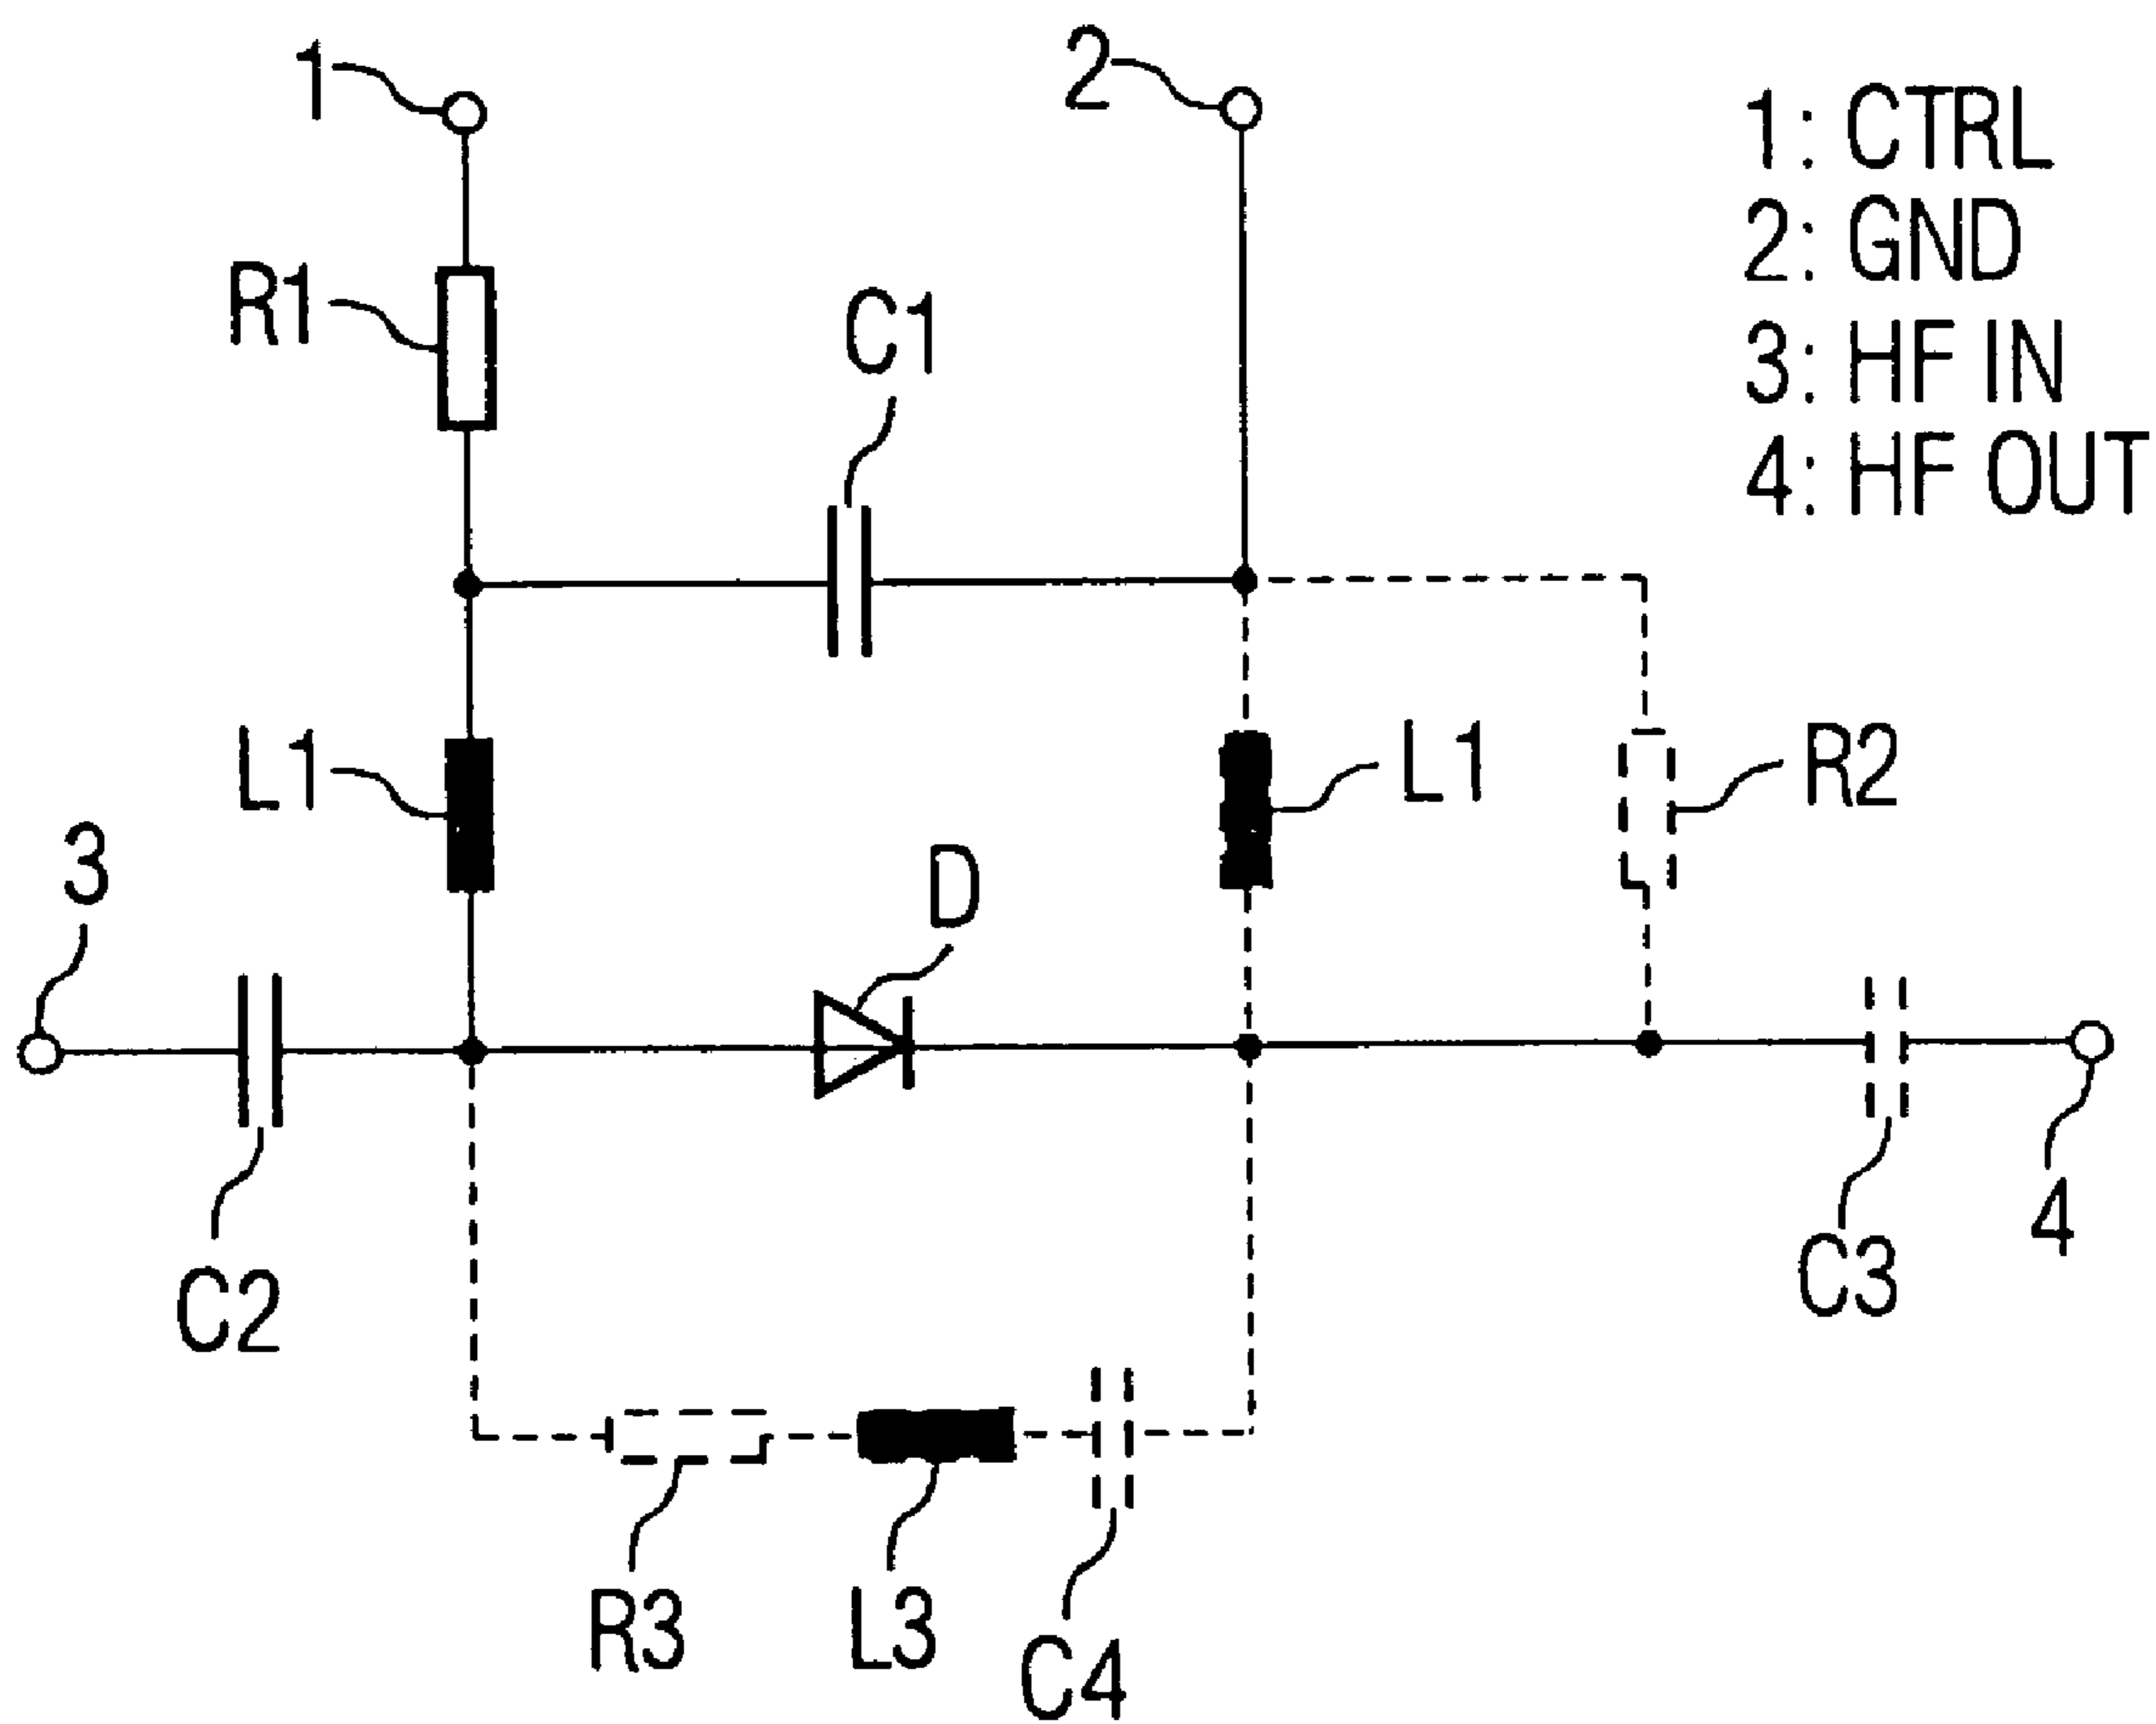 1
2
1: CTRL
2: GND
3: HF IN
4: HF OUT
R1
C1
L1
L1
R2
3
D
C2
C3
4
R3
L3
C4